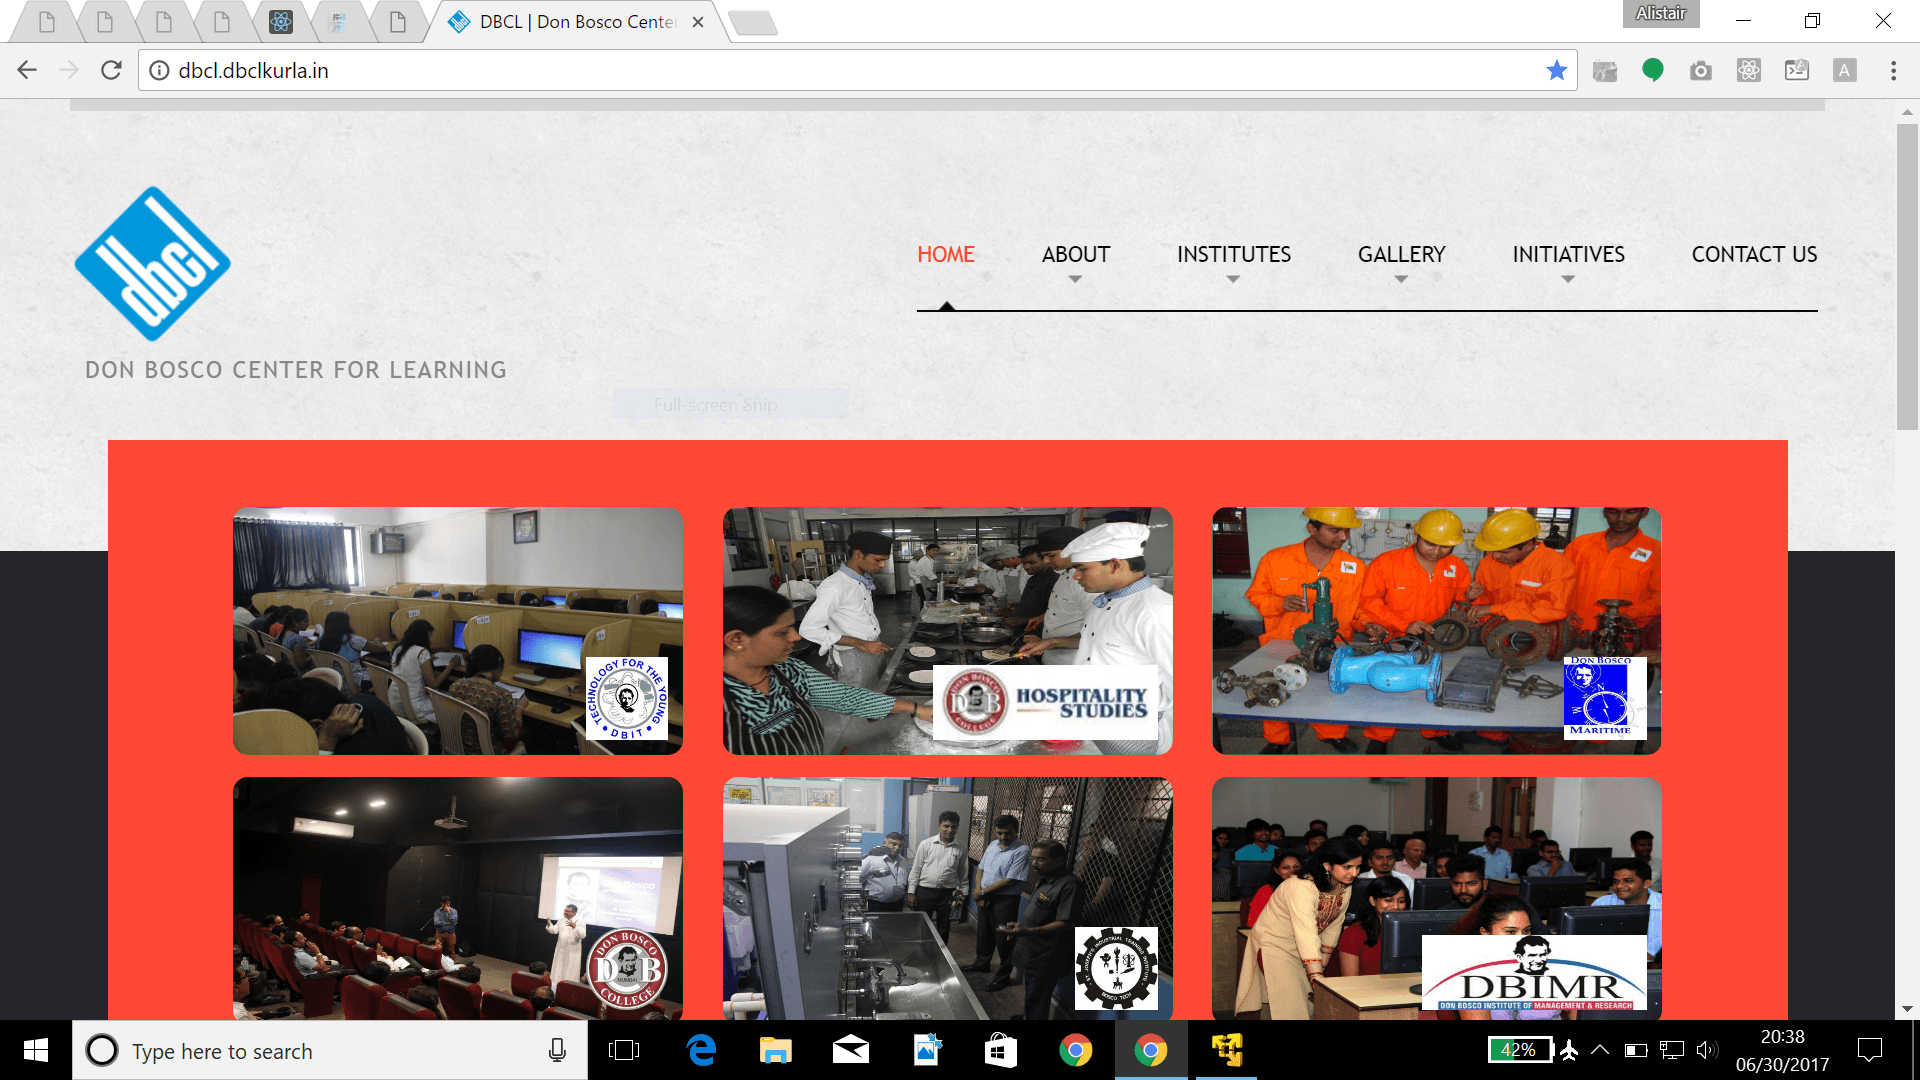 DBCL | Don Bosco Cente
Alistair
dbcl.dbclkurla.in
dbcl
DON BOSCO CENTER FOR LEARNING
HOME
ABOUT
INSTITUTES
GALLERY
INITIATIVES
CONTACT US
Full-screen Snip
TECHNOLOGY FOR THE YOUNG
DBIT
DON BOSCO
DB
COLLEGE
HOSPITALITY
STUDIES
DON BOSCO
N
MARITIME
DON BOSCO
DB
MUMBAI
COLLEGE
BOSCO TECH
DBIMR
DON BOSCO INSTITUTE OF MANAGEMENT & RESEARCH
Type here to search
42%
20:38
06/30/2017